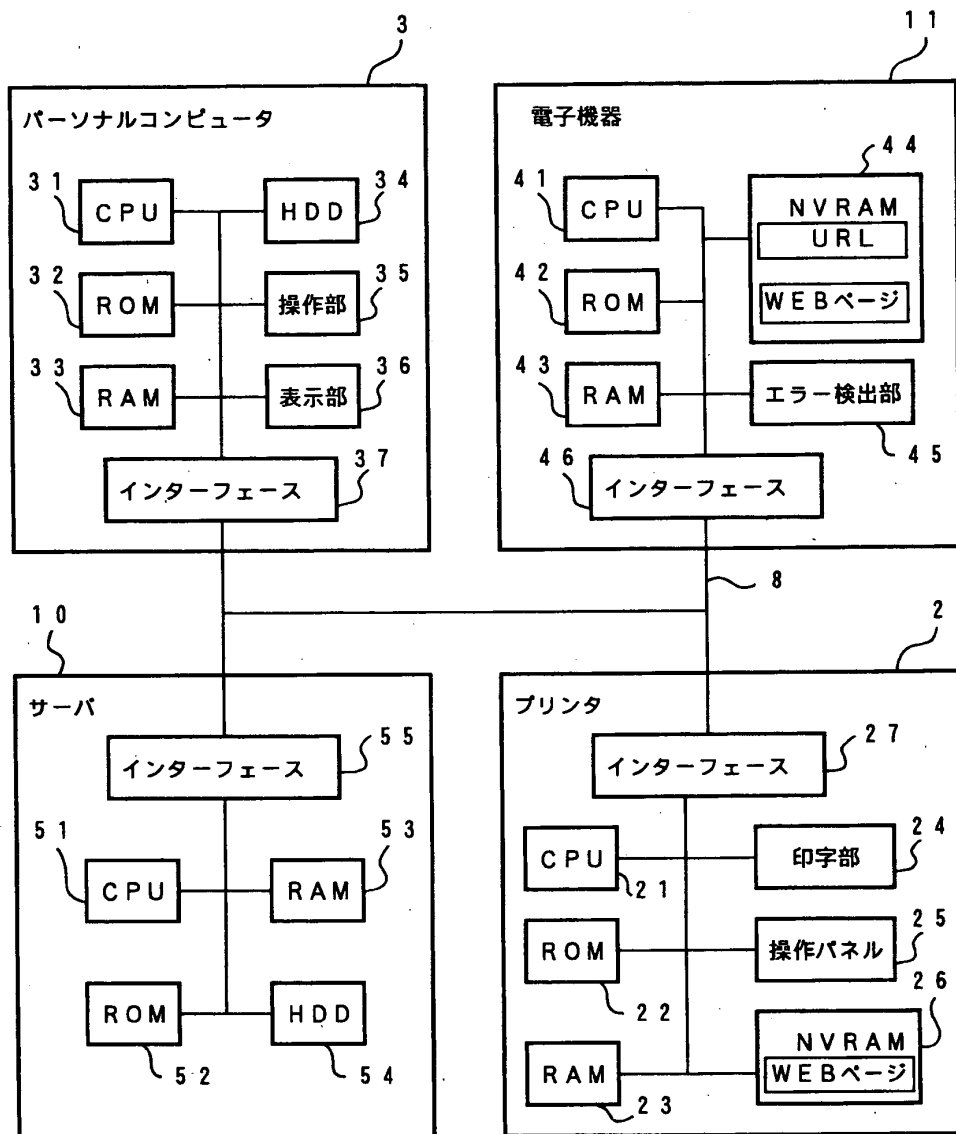 3
パーソナルコンピュータ
31
CPU
HDD
34
32
ROM
操作部
35
33
RAM
表示部
36
インターフェース
37
11
電子機器
41
CPU
44
NVRAM
URL
WEBページ
42
ROM
43
RAM
エラー検出部
45
46
インターフェース
8
10
サーバ
インターフェース
55
51
CPU
RAM
53
ROM
52
HDD
54
2
プリンタ
インターフェース
27
CPU
21
印字部
24
ROM
22
操作パネル
25
RAM
23
26
NVRAM
WEBページ